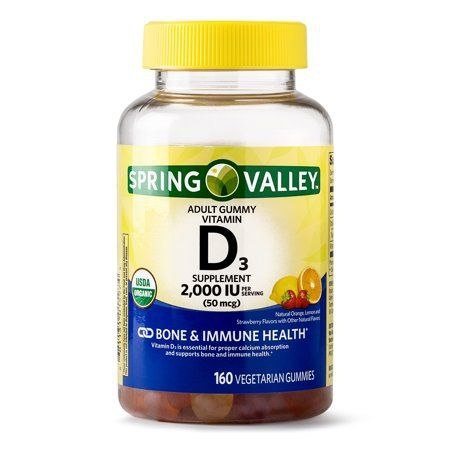 SPRING VALLEY™
ADULT GUMMY
VITAMIN
D3
SUPPLEMENT
2,000 IU PER SERVING
(50 mcg)
USDA
ORGANIC
Natural Orange, Lemon and
Strawberry Flavors with Other Natural Flavors
BONE & IMMUNE HEALTH*
Vitamin D₃ is essential for proper calcium absorption
and supports bone and immune health.*
160 VEGETARIAN GUMMIES